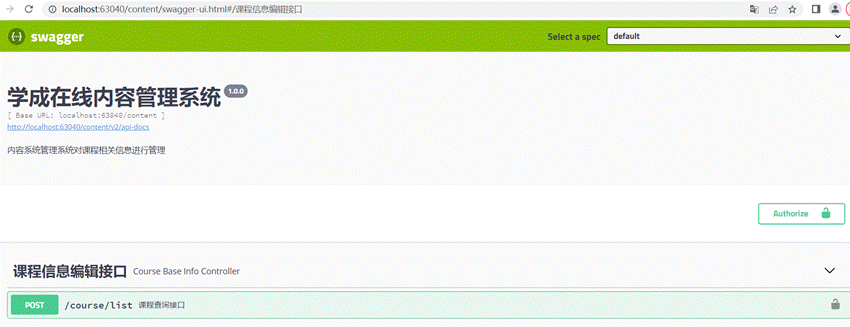 localhost:63040/content/swagger-ui.html#/课程信息编辑接口
swagger
Select a spec
default
学成在线内容管理系统 1.0.0
[ Base URL: localhost:63040/content ]
http://localhost:63040/content/v2/api-docs
内容系统管理系统对课程相关信息进行管理
Authorize
课程信息编辑接口 Course Base Info Controller
POST /course/list 课程查询接口